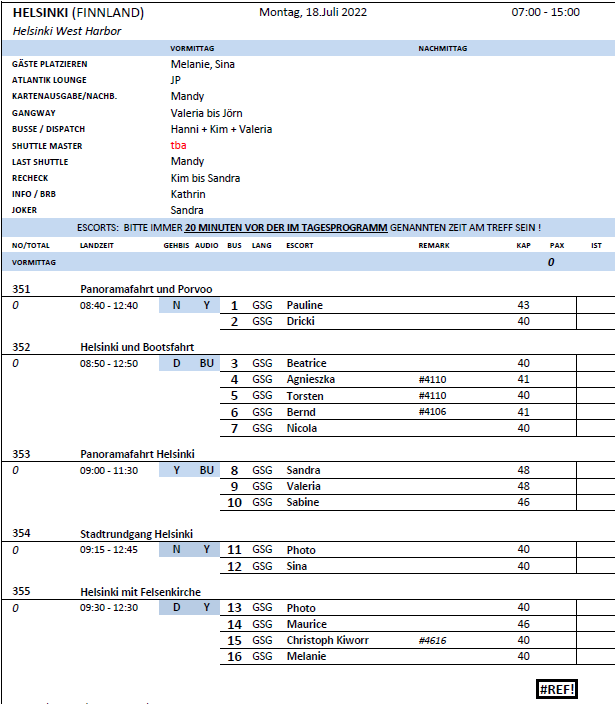 HELSINKI (FINNLAND) Montag, 18.Juli 2022 07:00 - 15:00
Helsinki West Harbor
VORMITTAG NACHMITTAG
GÄSTE PLATZIEREN Melanie, Sina
ATLANTIK LOUNGE JP
KARTENAUSGABE/NACHB. Mandy
GANGWAY Valeria bis Jörn
BUSSE / DISPATCH Hanni + Kim + Valeria
SHUTTLE MASTER tba
LAST SHUTTLE Mandy
RECHECK Kim bis Sandra
INFO / BRB Kathrin
JOKER Sandra
ESCORTS: BITTE IMMER 20 MINUTEN VOR DER IM TAGESPROGRAMM GENANNTEN ZEIT AM TREFF SEIN !
NO/TOTAL LANDZEIT GEHBIS AUDIO BUS LANG ESCORT REMARK KAP PAX IST
VORMITTAG 0
351 Panoramafahrt und Porvoo
0 08:40 - 12:40 N Y 1 GSG Pauline 43
2 GSG Dricki 40
352 Helsinki und Bootsfahrt
0 08:50 - 12:50 D BU 3 GSG Beatrice 40
4 GSG Agnieszka #4110 41
5 GSG Torsten #4110 40
6 GSG Bernd #4106 41
7 GSG Nicola 40
353 Panoramafahrt Helsinki
0 09:00 - 11:30 Y BU 8 GSG Sandra 48
9 GSG Valeria 48
10 GSG Sabine 46
354 Stadtrundgang Helsinki
0 09:15 - 12:45 N Y 11 GSG Photo 40
12 GSG Sina 40
355 Helsinki mit Felsenkirche
0 09:30 - 12:30 D Y 13 GSG Photo 40
14 GSG Maurice 46
15 GSG Christoph Kiworr #4616 40
16 GSG Melanie 40
#REF!